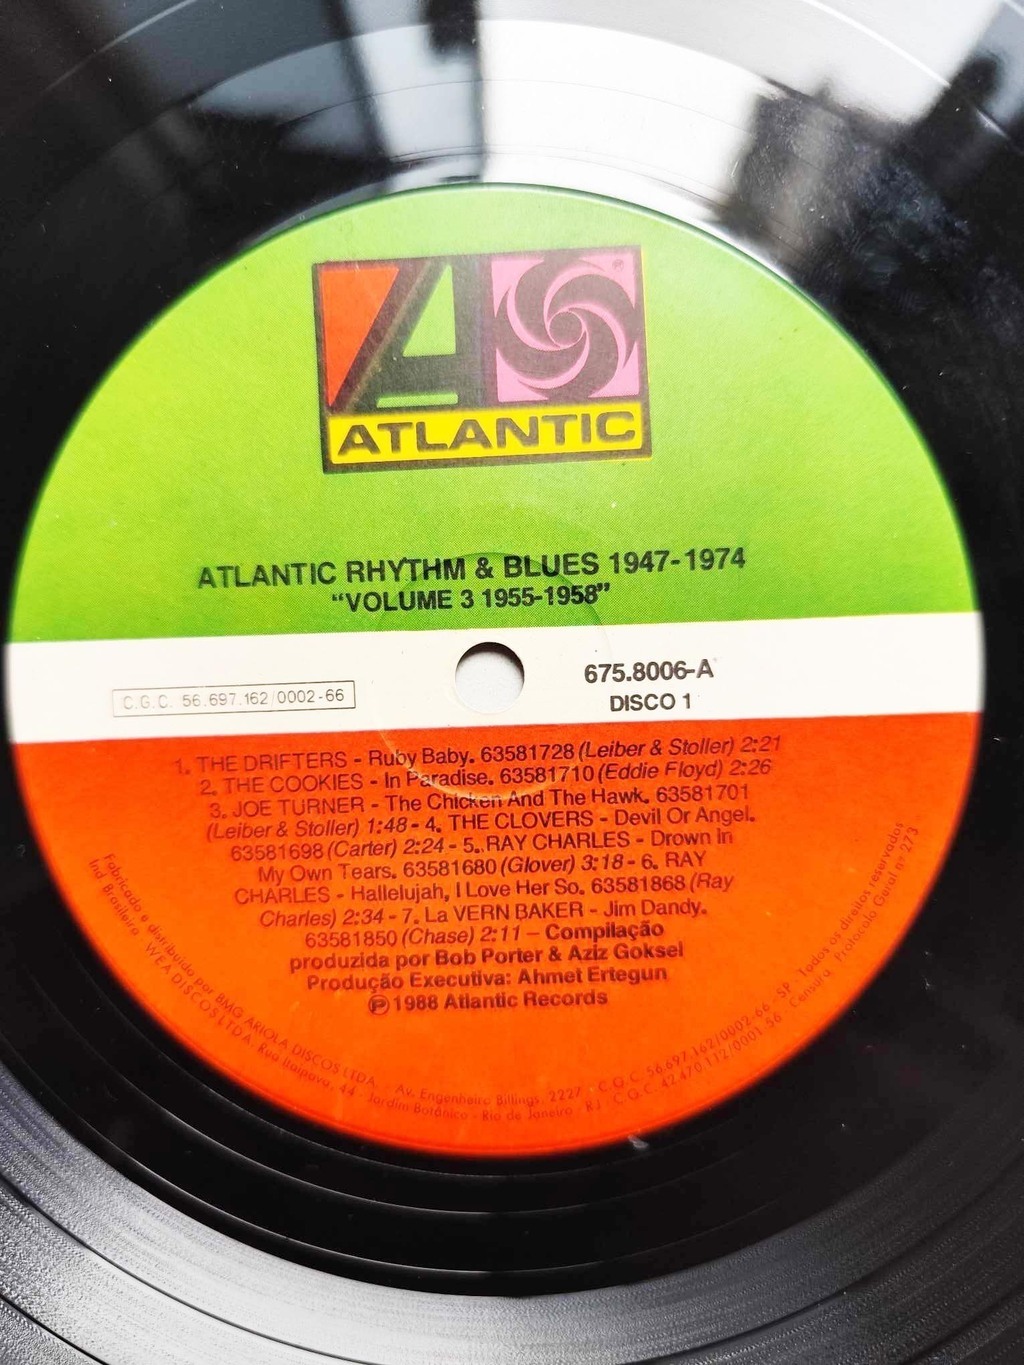 ATLANTIC
ATLANTIC RHYTHM & BLUES 1947-1974
"VOLUME 3 1955-1958"
675.8006-A
DISCO 1
C.G.C. 56.697.162/0002-66
1. THE DRIFTERS - Ruby Baby. 63581728 (Leiber & Stoller) 2:21
2. THE COOKIES - In Paradise. 63581710 (Eddie Floyd) 2:26
3. JOE TURNER - The Chicken And The Hawk. 63581701
(Leiber & Stoller) 1:48 - 4. THE CLOVERS - Devil Or Angel.
63581698 (Carter) 2:24 - 5. RAY CHARLES - Drown In
My Own Tears. 63581680 (Glover) 3:18 - 6. RAY
CHARLES - Hallelujah, I Love Her So. 63581868 (Ray
Charles) 2:34 - 7. La VERN BAKER - Jim Dandy.
63581850 (Chase) 2:11 – Compilação
produzida por Bob Porter & Aziz Goksel
Produção Executiva: Ahmet Ertegun
℗ 1988 Atlantic Records
Fabricado e distribuido por BMG ARIOLA DISCOS LTDA. Av. Engenheiro Billings, 2227 - C.G.C. 56.697.162/0002-66 - SP. Todos os direitos reservados
Ind Brasileira - WEA DISCOS LTDA. Rua Itaipava, 44 - Jardim Botânico - Rio de Janeiro - RJ - C.G.C. 42.470.112/0001-56 - Censura Protocolo Geral nº 273